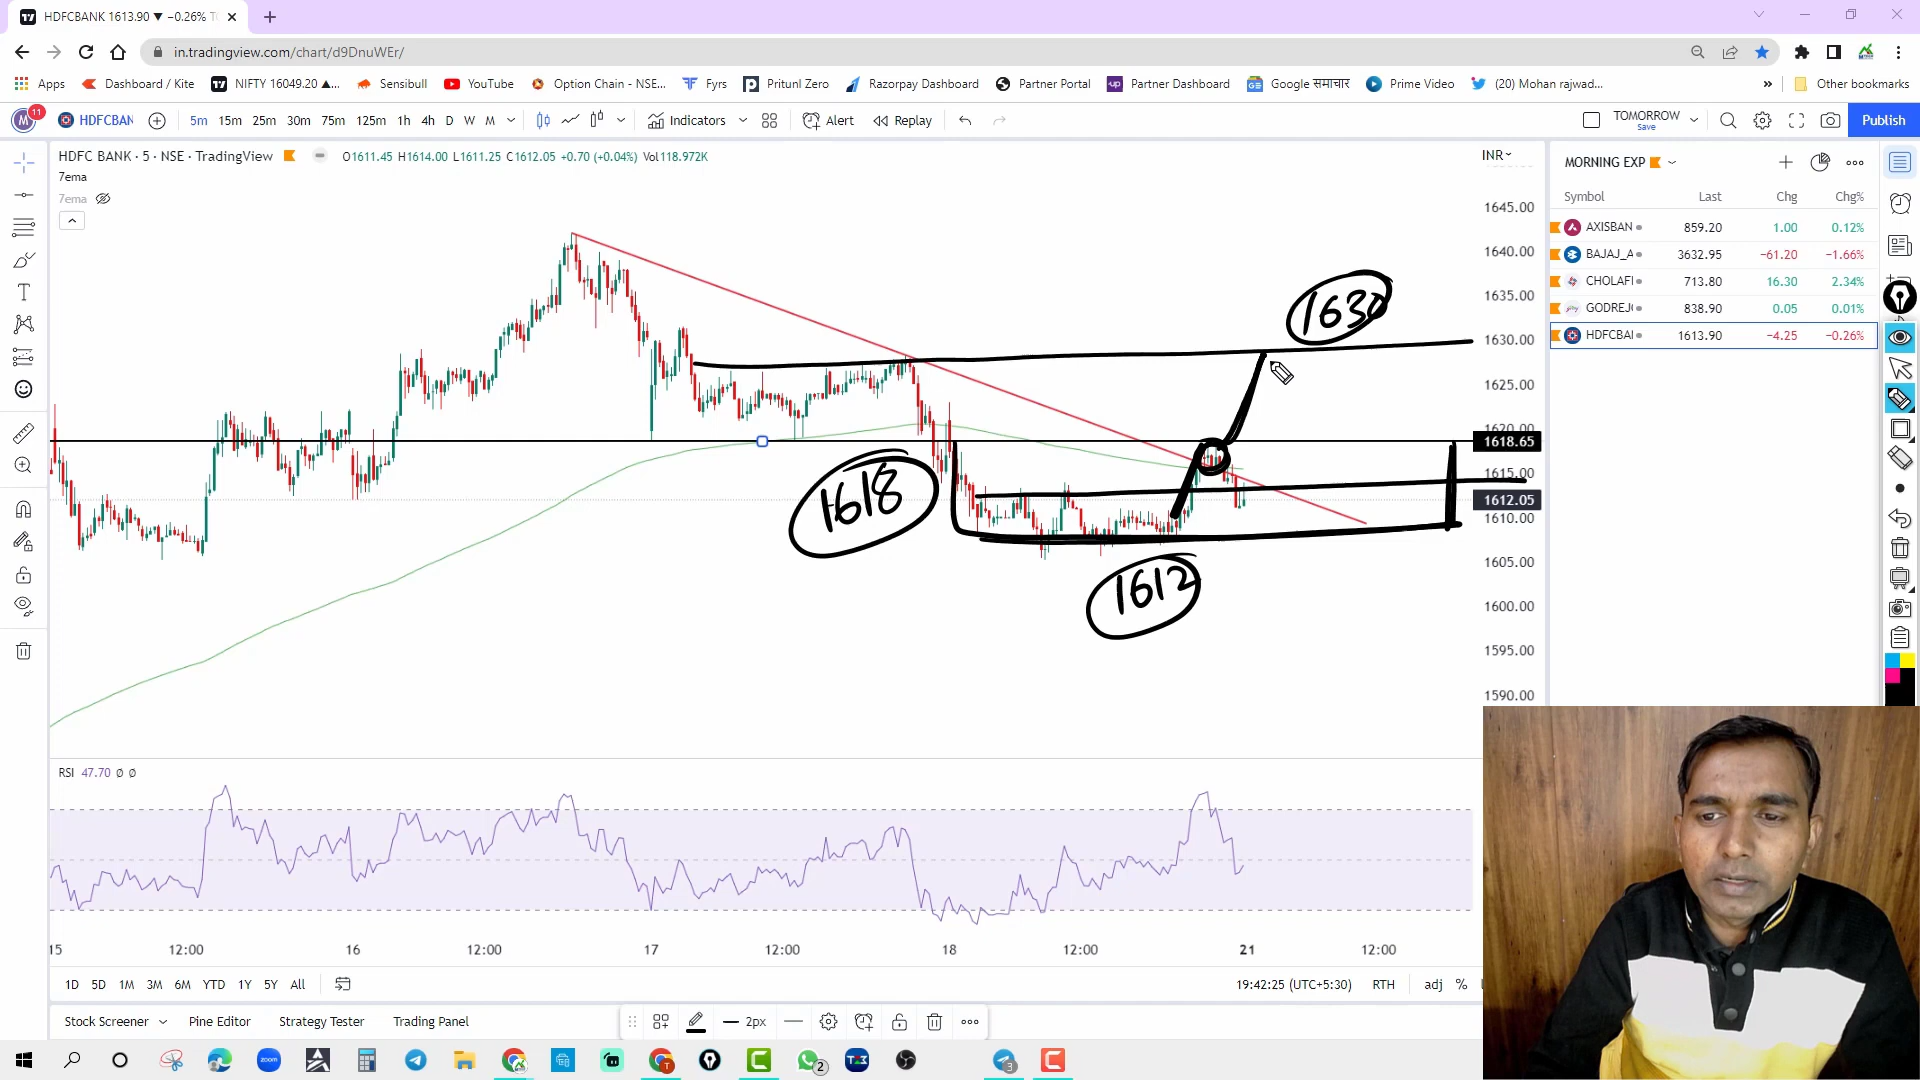 HDFCBANK 1613.90 ▼ −0.26%
in.tradingview.com/chart/d9DnuWEr/
Apps Dashboard / Kite NIFTY 16049.20 ▲... Sensibull YouTube Option Chain - NSE... Fyrs Pritunl Zero Razorpay Dashboard Partner Portal Partner Dashboard Google समाचार Prime Video (20) Mohan rajwad... » Other bookmarks
M 11 HDFCBAN 5m 15m 25m 30m 75m 125m 1h 4h D W M Indicators Alert Replay TOMORROW Save Publish
HDFC BANK · 5 · NSE · TradingView O1611.45 H1614.00 L1611.25 C1612.05 +0.70 (+0.04%) Vol118.972K INR
7ema
7ema
MORNING EXP
Symbol Last Chg Chg%
AXISBAN 859.20 1.00 0.12%
BAJAJ_A 3632.95 −61.20 −1.66%
CHOLAFI 713.80 16.30 2.34%
GODREJ 838.90 0.05 0.01%
HDFCBAI 1613.90 −4.25 −0.26%
1645.00
1640.00
1635.00
1630.00
1625.00
1620.00
1618.65
1615.00
1612.05
1610.00
1605.00
1600.00
1595.00
1590.00
1630
1618
1612
RSI 47.70 Ø Ø
15 12:00 16 12:00 17 12:00 18 12:00 21 12:00
1D 5D 1M 3M 6M YTD 1Y 5Y All 19:42:25 (UTC+5:30) RTH adj %
Stock Screener Pine Editor Strategy Tester Trading Panel 2px
zoom T 2 3